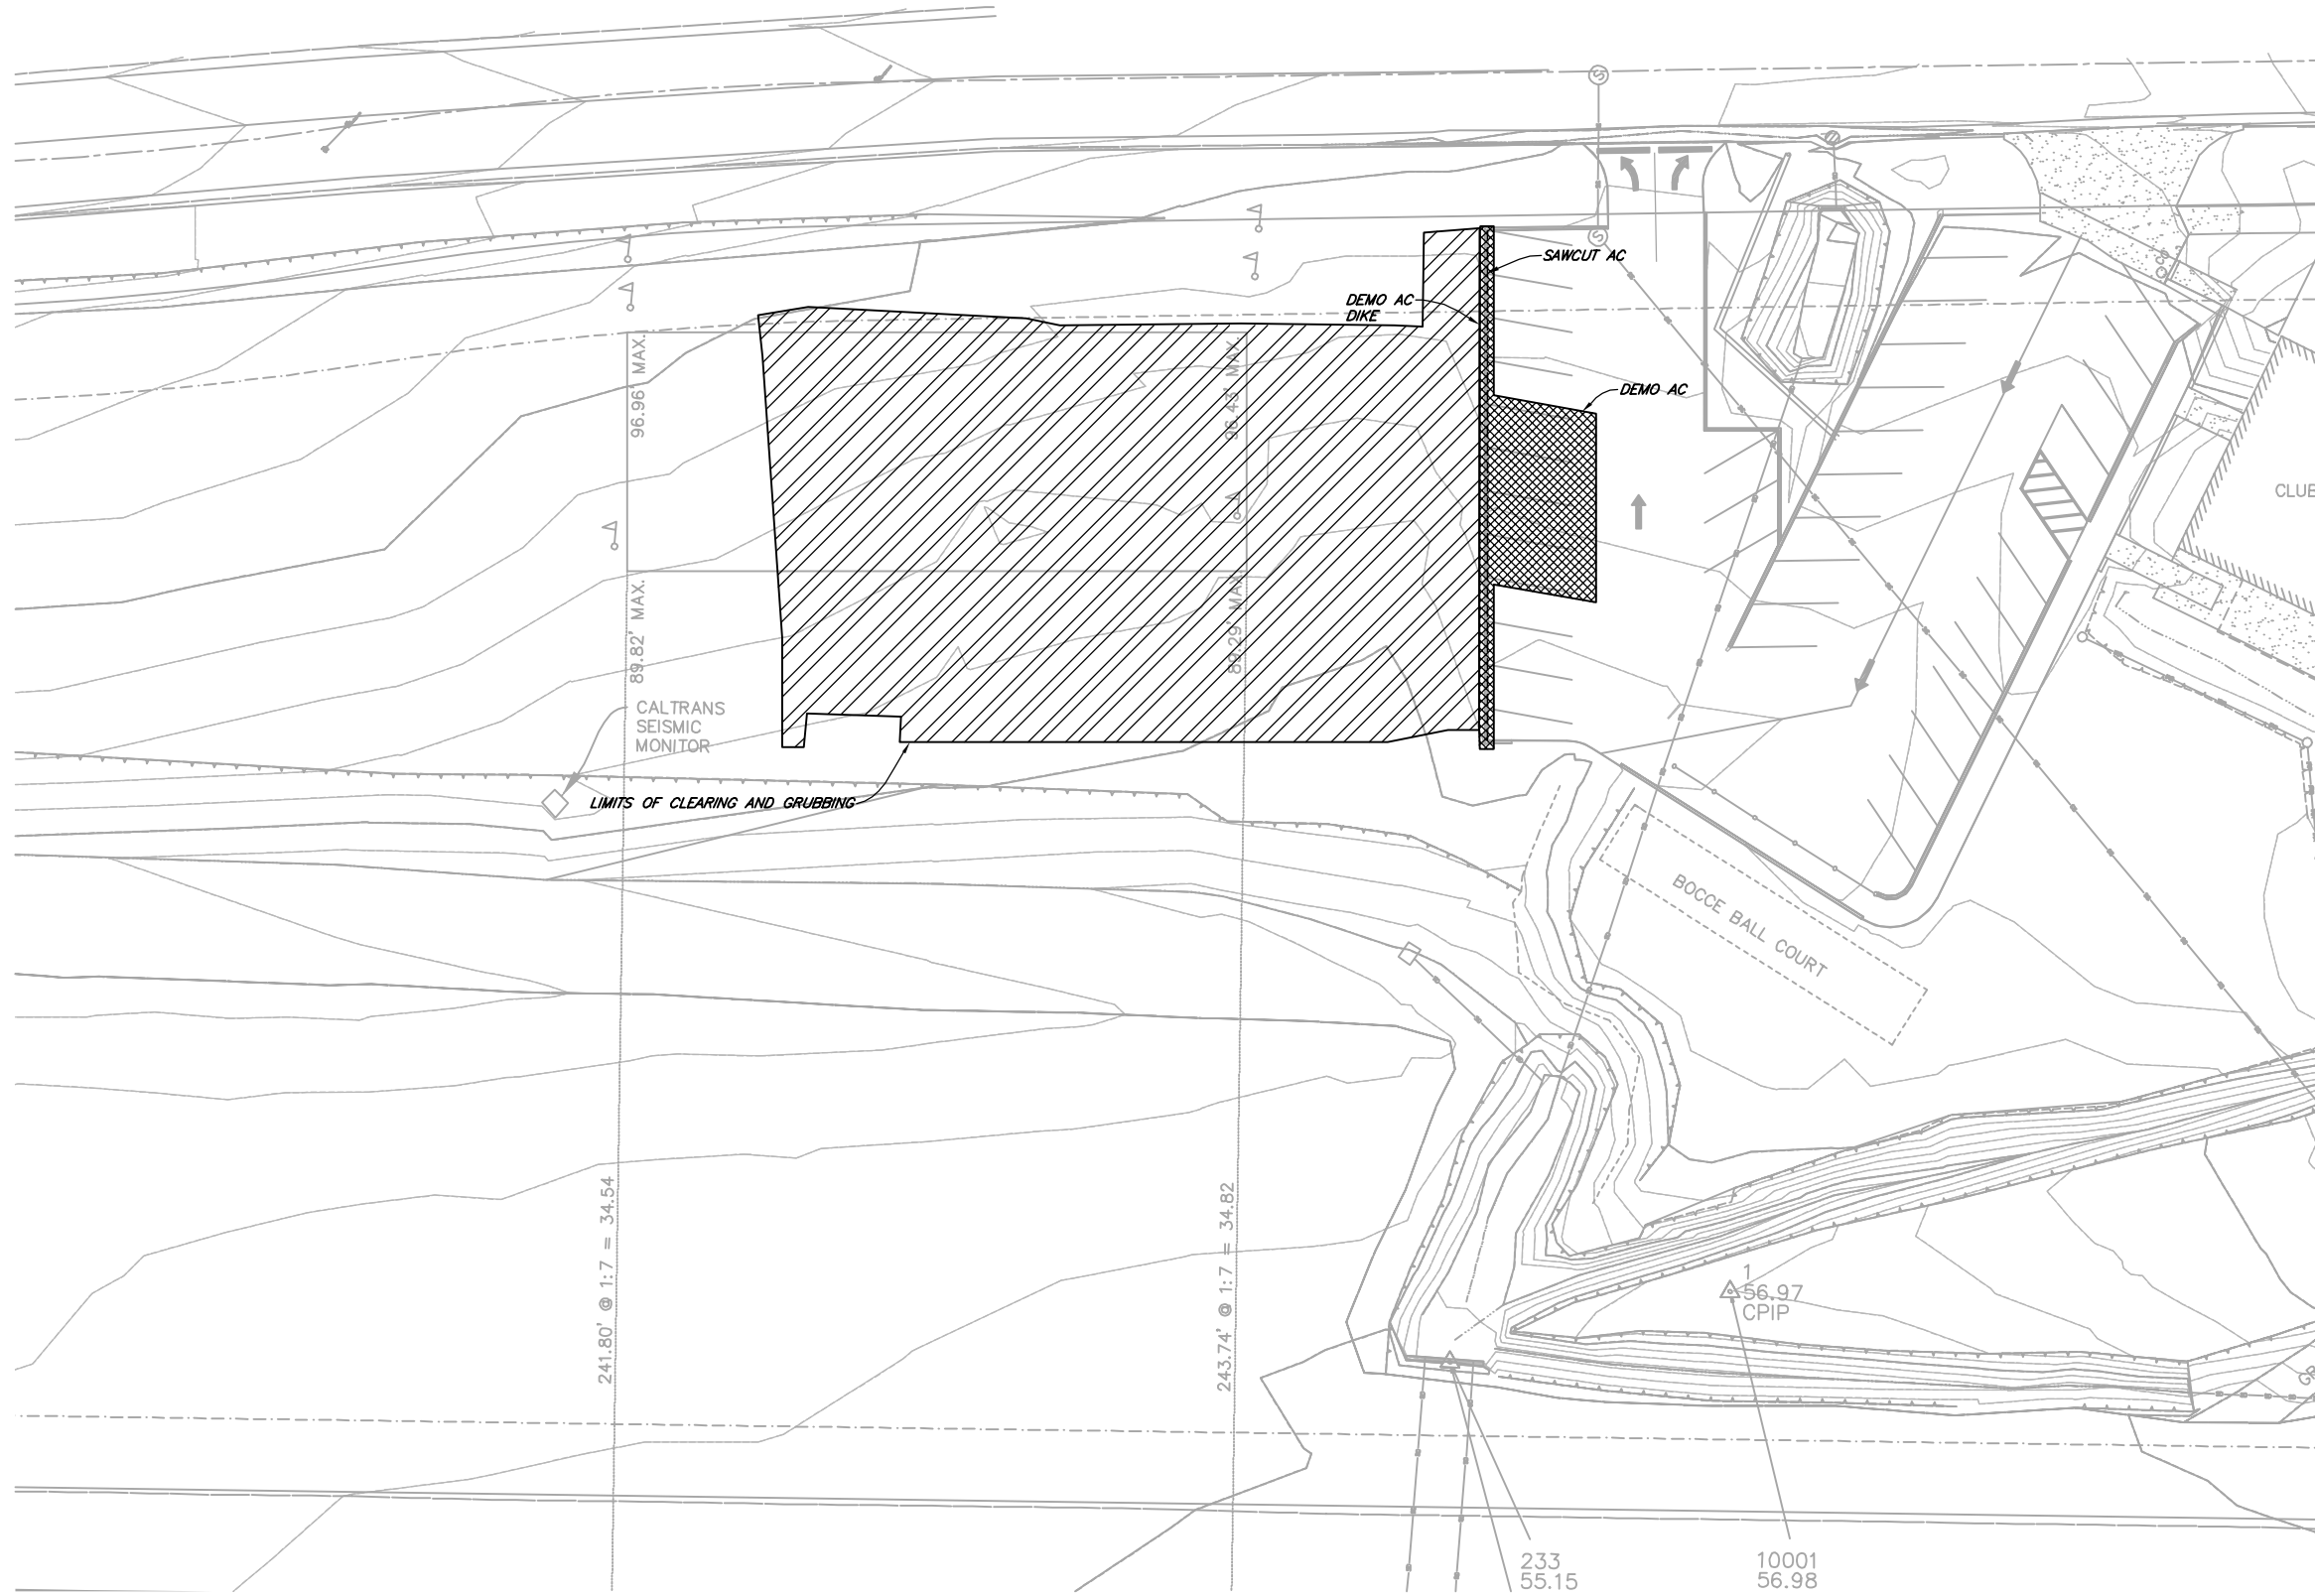 S
S
SAWCUT AC
DEMO AC
DIKE
DEMO AC
96.96' MAX.
96.43' MAX.
89.82' MAX.
89.29' MAX.
CALTRANS
SEISMIC
MONITOR
LIMITS OF CLEARING AND GRUBBING
BOCCE BALL COURT
241.80' @ 1:7 = 34.54
243.74' @ 1:7 = 34.82
1
56.97
CPIP
233
55.15
10001
56.98